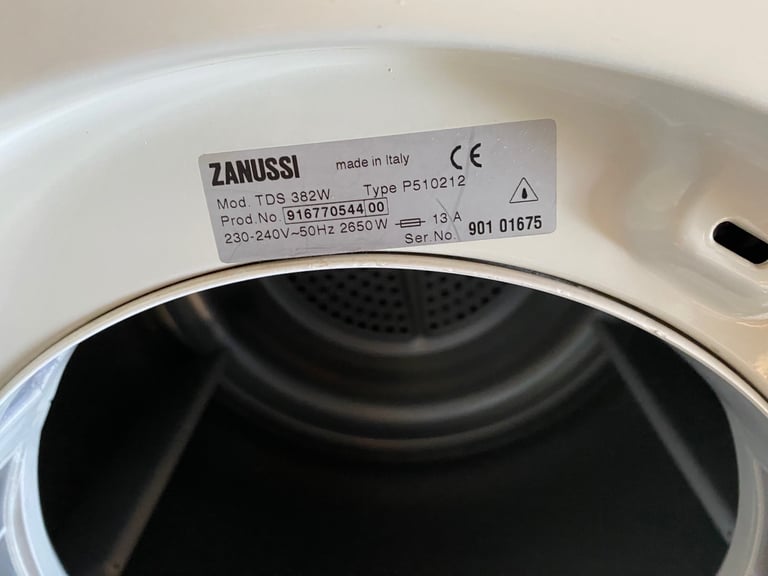 ZANUSSI made in Italy CE
Mod. TDS 382W Type P510212
Prod.No. 916770544 00
230-240V~50Hz 2650W 13 A
Ser.No. 901 01675